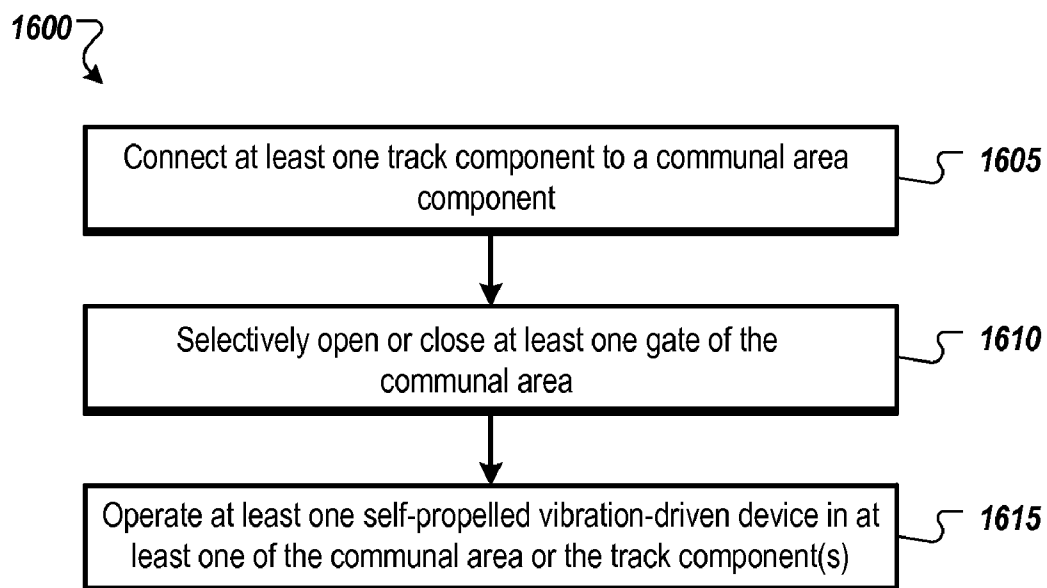 1600
Connect at least one track component to a communal area
component
1605
Selectively open or close at least one gate of the
communal area
1610
Operate at least one self-propelled vibration-driven device in at
least one of the communal area or the track component(s)
1615